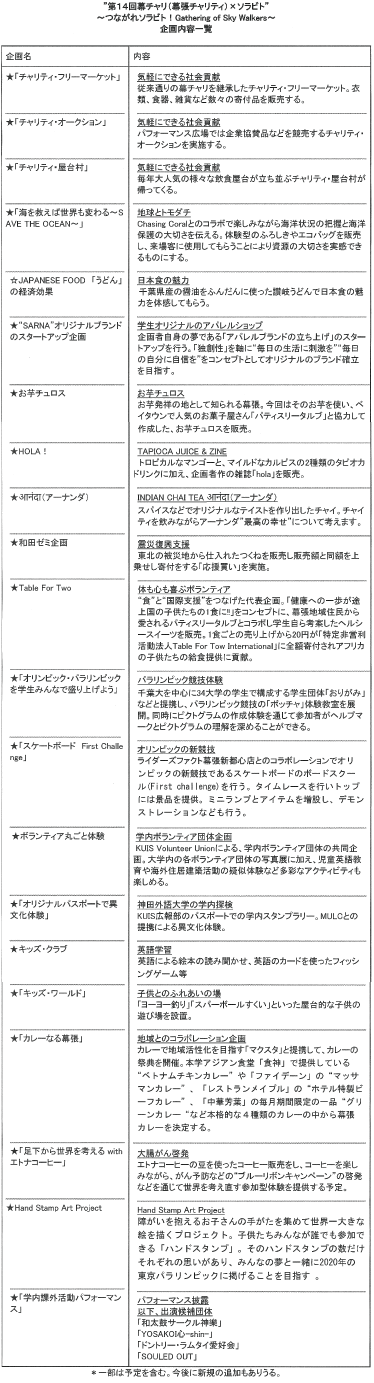 "第１４回幕チャリ（幕張チャリティ）×ソラビト"
～つながれソラビト！Gathering of Sky Walkers～
企画内容一覧
企画名
内容
★「チャリティ・フリーマーケット」
気軽にできる社会貢献
従来通りの幕チャリを継承したチャリティ・フリーマーケット。衣
類、食器、雑貨など数々の寄付品を販売する。
★「チャリティ・オークション」
気軽にできる社会貢献
パフォーマンス広場では企業協賛品などを競売するチャリティ・
オークションを実施する。
★「チャリティ・屋台村」
気軽にできる社会貢献
毎年大人気の様々な飲食屋台が立ち並ぶチャリティ・屋台村が
帰ってくる。
★「海を救えば世界も変わる～S
AVE THE OCEAN～」
地球とトモダチ
Chasing Coralとのコラボで楽しみながら海洋状況の把握と海洋
保護の大切さを伝える。体験型のふろしきやエコバッグを販売
し、来場客に使用してもらうことにより資源の大切さを実感でき
るものにする。
☆JAPANESE FOOD 「うどん」
の経済効果
日本食の魅力
千葉県産の醤油をふんだんに使った讃岐うどんで日本食の魅
力を体感してもらう。
★"SARNA"オリジナルブランド
のスタートアップ企画
学生オリジナルのアパレルショップ
企画者自身の夢である「アパレルブランドの立ち上げ」のスタ
ートアップを行う。「独創性」を軸に"毎日の生活に刺激を""毎日
の自分に自信を"をコンセプトとしてオリジナルのブランド確立
を目指す。
★お芋チュロス
お芋チュロス
お芋発祥の地として知られる幕張。今回はそのお芋を使い、ベ
イタウンで人気のお菓子屋さん「パティスリータルブ」と協力して
作成した、お芋チュロスを販売。
★HOLA！
TAPIOCA JUICE & ZINE
トロピカルなマンゴーと、マイルドなカルピスの2種類のタピオカ
ドリンクに加え、企画者作の雑誌「hola」を販売。
★आनंदा（アーナンダ）
INDIAN CHAI TEA आनंदा（アーナンダ）
スパイスなどでオリジナルなテイストを作り出したチャイ。チャイ
ティを飲みながらアーナンダ"最高の幸せ"について考えます。
★和田ゼミ企画
震災復興支援
東北の被災地から仕入れたつくねを販売し販売額と同額を上
乗せし寄付をする「応援買い」を実施。
★Table For Two
体も心も喜ぶボランティア
"食"と"国際支援"をつなげた代表企画。「健康への一歩が途
上国の子供たちの1食に!!」をコンセプトに、幕張地域住民から
愛されるパティスリータルブとコラボし学生自ら考案したヘルシ
ースイーツを販売。1食ごとの売り上げから20円が「特定非営利
活動法人Table For Tow International」に全額寄付されアフリカ
の子供たちの給食提供に貢献。
★「オリンピック・パラリンピック
を学生みんなで盛り上げよう」
パラリンピック競技体験
千葉大を中心に34大学の学生で構成する学生団体「おりがみ」
などと提携し、パラリンピック競技の「ボッチャ」体験教室を展
開。同時にピクトグラムの作成体験を通じて参加者がヘルプマ
ークとピクトグラムの理解を深めることができる。
★「スケートボード First Challe
nge」
オリンピックの新競技
ライダーズファクト幕張新都心店とのコラボレーションでオリ
ンピックの新競技であるスケートボードのボードスクー
ル(First challenge)を行う。タイムレースを行いトップ
には景品を提供。ミニランプとアイテムを増設し、デモン
ストレーションなども行う。
★ボランティア丸ごと体験
学内ボランティア団体企画
KUIS Volunteer Unionによる、学内ボランティア団体の共同企
画。大学内の各ボランティア団体の写真展に加え、児童英語教
育や海外住居建築活動の疑似体験など多彩なアクティビティも
楽しめる。
★「オリジナルパスポートで異
文化体験」
神田外語大学の学内探検
KUIS広報部のパスポートでの学内スタンプラリー。MULCとの
提携による異文化体験。
★キッズ・クラブ
英語学習
英語による絵本の読み聞かせ、英語のカードを使ったフィッシ
ングゲーム等
★「キッズ・ワールド」
子供とのふれあいの場
「ヨーヨー釣り」「スパーボールすくい」といった屋台的な子供の
遊び場を設置。
★「カレーなる幕張」
地域とのコラボレーション企画
カレーで地域活性化を目指す「マクスタ」と提携して、カレーの
祭典を開催。本学アジアン食堂「食神」で提供している
"ベトナムチキンカレー"や「ファイデーン」の"マッサ
マンカレー"、「レストランメイプル」の"ホテル特製ビ
ーフカレー"、「中華芳葉」の毎月期間限定の一品"グリ
ーンカレー"など本格的な４種類のカレーの中から幕張
カレーを決定する。
★「足下から世界を考える with
エトナコーヒー」
大腸がん啓発
エトナコーヒーの豆を使ったコーヒー販売をし、コーヒーを楽し
みながら、がん予防などの"ブルーリボンキャンペーン"の啓発
などを通じて世界を考え直す参加型体験を提供する予定。
★Hand Stamp Art Project
Hand Stamp Art Project
障がいを抱えるお子さんの手がたを集めて世界一大きな
絵を描くプロジェクト。子供たちみんなが誰でも参加で
きる「ハンドスタンプ」。そのハンドスタンプの数だけ
それぞれの思いがあり、みんなの夢と一緒に2020年の
東京パラリンピックに掲げることを目指す。
★「学内課外活動パフォーマン
ス」
パフォーマンス披露
以下、出演候補団体
「和太鼓サークル神楽」
「YOSAKOI心-shin-」
「ドントリー・ラムタイ愛好会」
「SOULED OUT」
＊一部は予定を含む。今後に新規の追加もありうる。